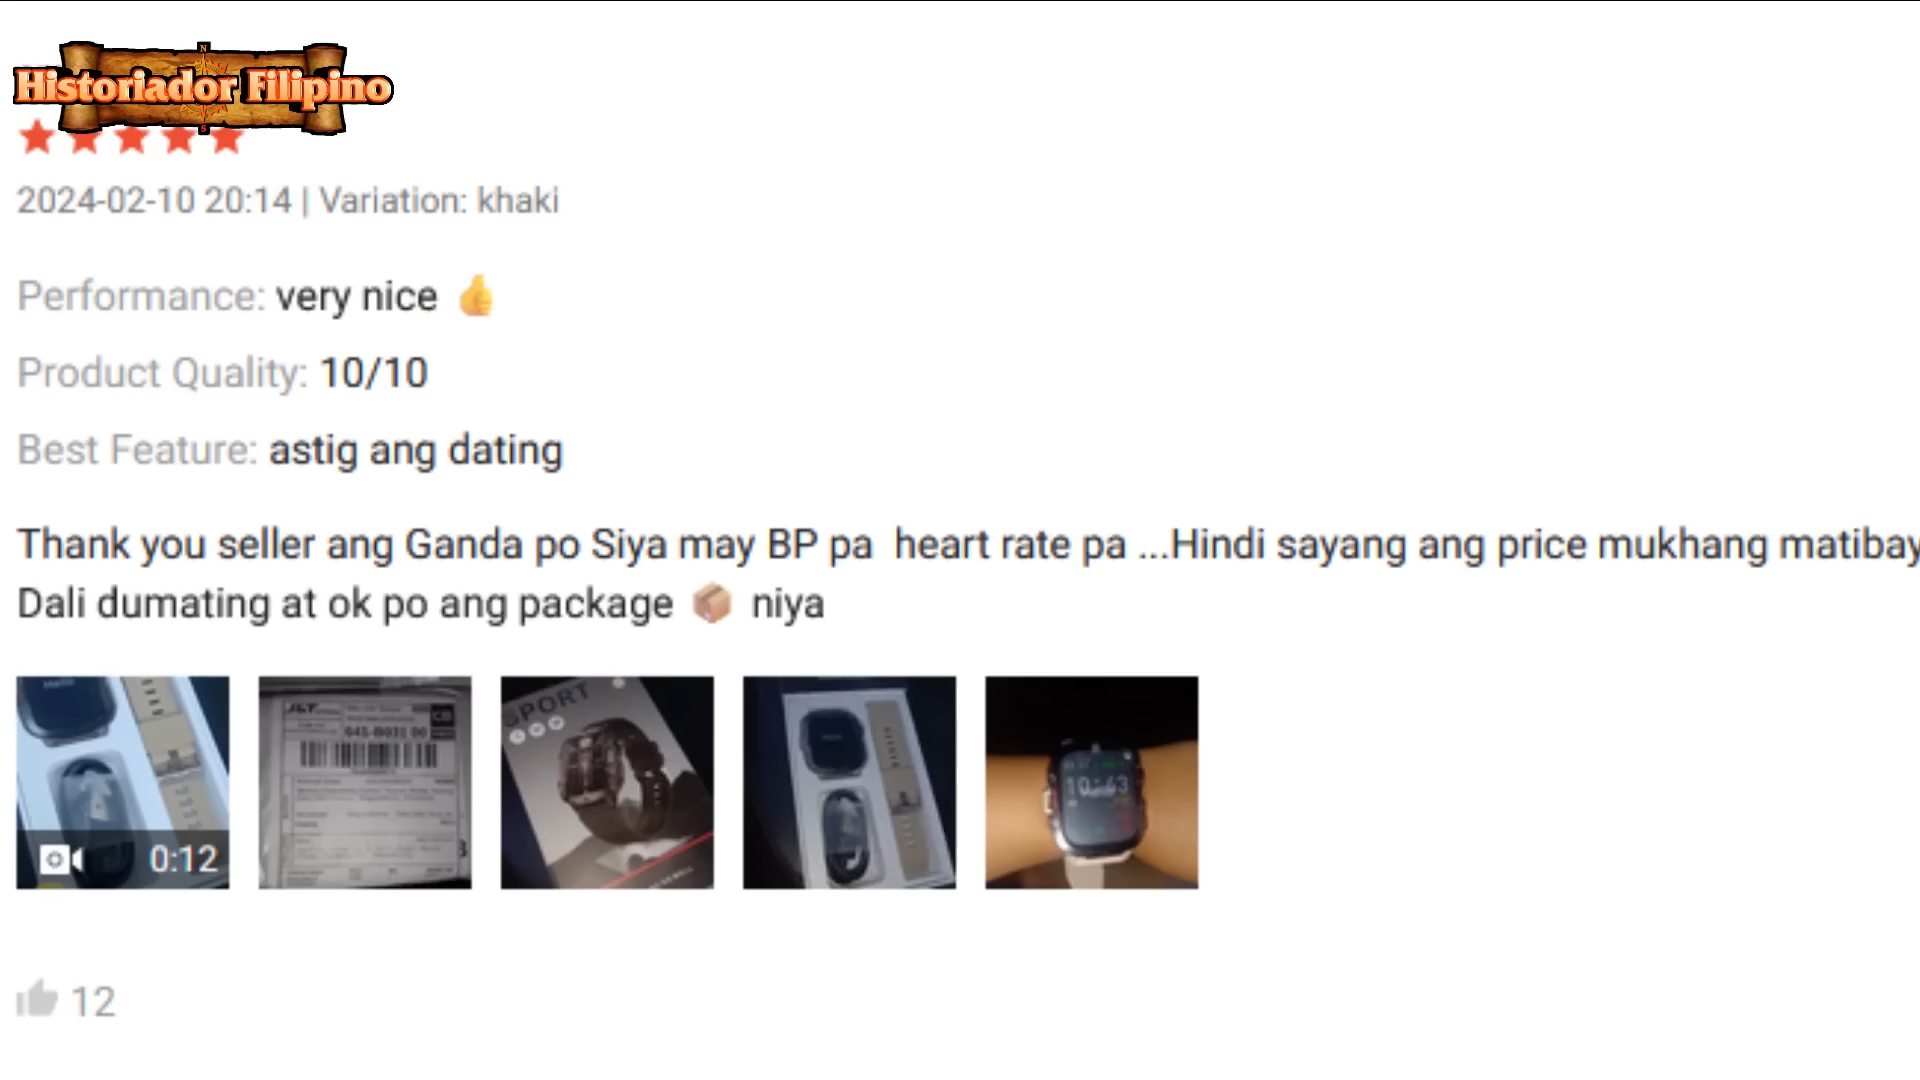 Historiador Filipino
2024-02-10 20:14 | Variation: khaki
Performance: very nice 👍
Product Quality: 10/10
Best Feature: astig ang dating
Thank you seller ang Ganda po Siya may BP pa heart rate pa ...Hindi sayang ang price mukhang matibay
Dali dumating at ok po ang package 📦 niya
0:12
SPORT
12